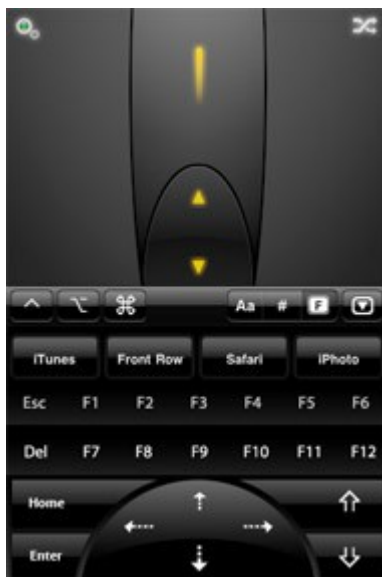 ^ ⌥ ⌘ Aa # F
iTunes Front Row Safari iPhoto
Esc F1 F2 F3 F4 F5 F6
Del F7 F8 F9 F10 F11 F12
Home
Enter